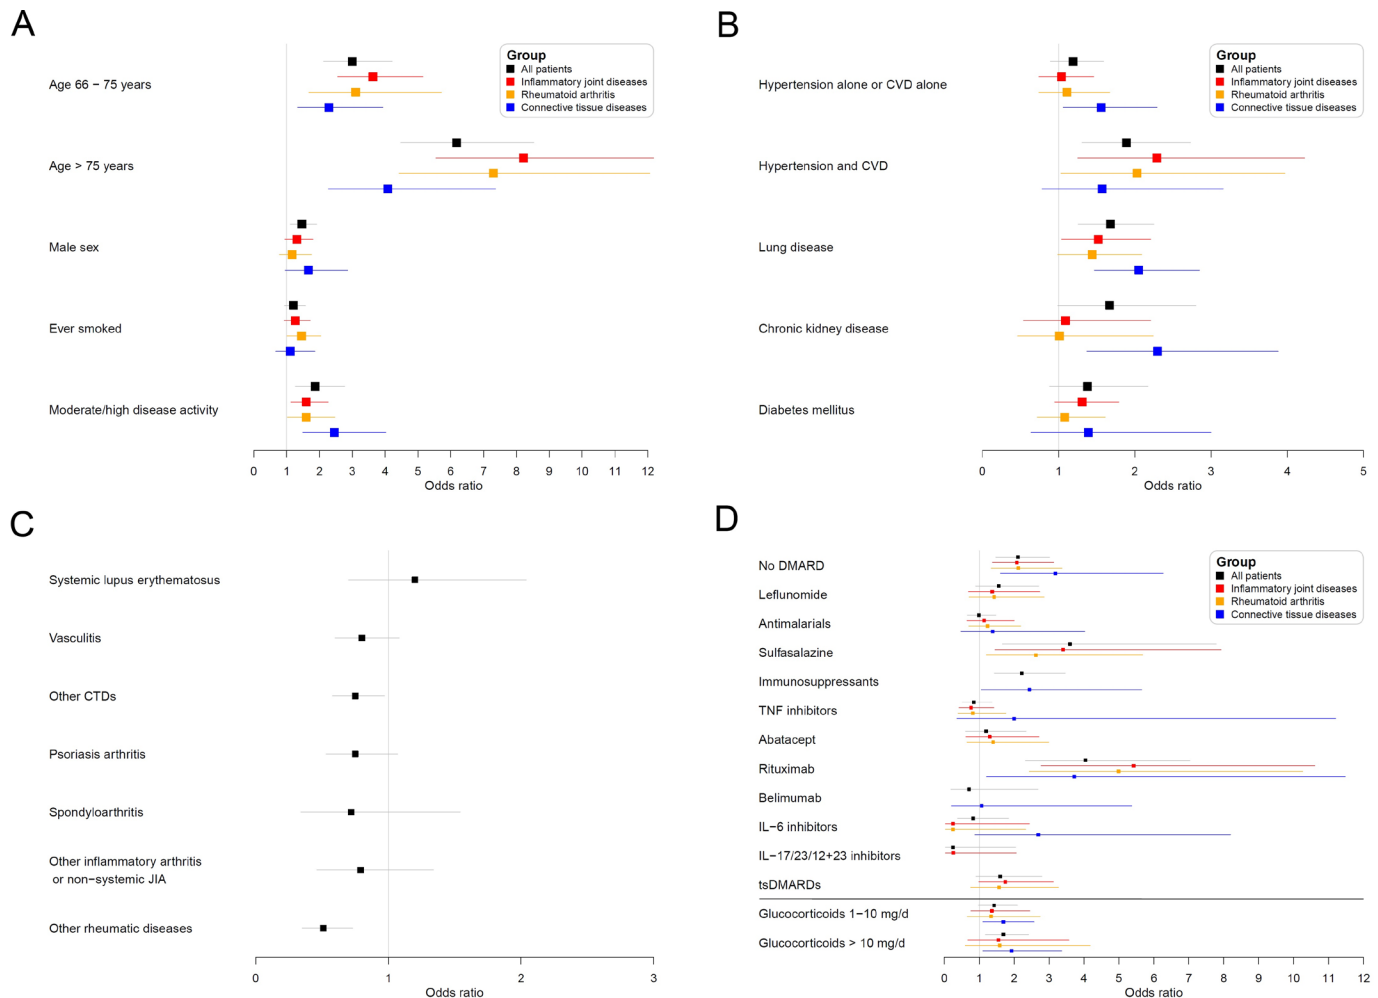 A
Group
All patients
Inflammatory joint diseases
Rheumatoid arthritis
Connective tissue diseases
Age 66 − 75 years
Age > 75 years
Male sex
Ever smoked
Moderate/high disease activity
0 1 2 3 4 5 6 7 8 9 10 11 12
Odds ratio
B
Group
All patients
Inflammatory joint diseases
Rheumatoid arthritis
Connective tissue diseases
Hypertension alone or CVD alone
Hypertension and CVD
Lung disease
Chronic kidney disease
Diabetes mellitus
0 1 2 3 4 5
Odds ratio
C
Systemic lupus erythematosus
Vasculitis
Other CTDs
Psoriasis arthritis
Spondyloarthritis
Other inflammatory arthritis
or non−systemic JIA
Other rheumatic diseases
0 1 2 3
Odds ratio
D
Group
All patients
Inflammatory joint diseases
Rheumatoid arthritis
Connective tissue diseases
No DMARD
Leflunomide
Antimalarials
Sulfasalazine
Immunosuppressants
TNF inhibitors
Abatacept
Rituximab
Belimumab
IL−6 inhibitors
IL−17/23/12+23 inhibitors
tsDMARDs
Glucocorticoids 1−10 mg/d
Glucocorticoids > 10 mg/d
0 1 2 3 4 5 6 7 8 9 10 11 12
Odds ratio